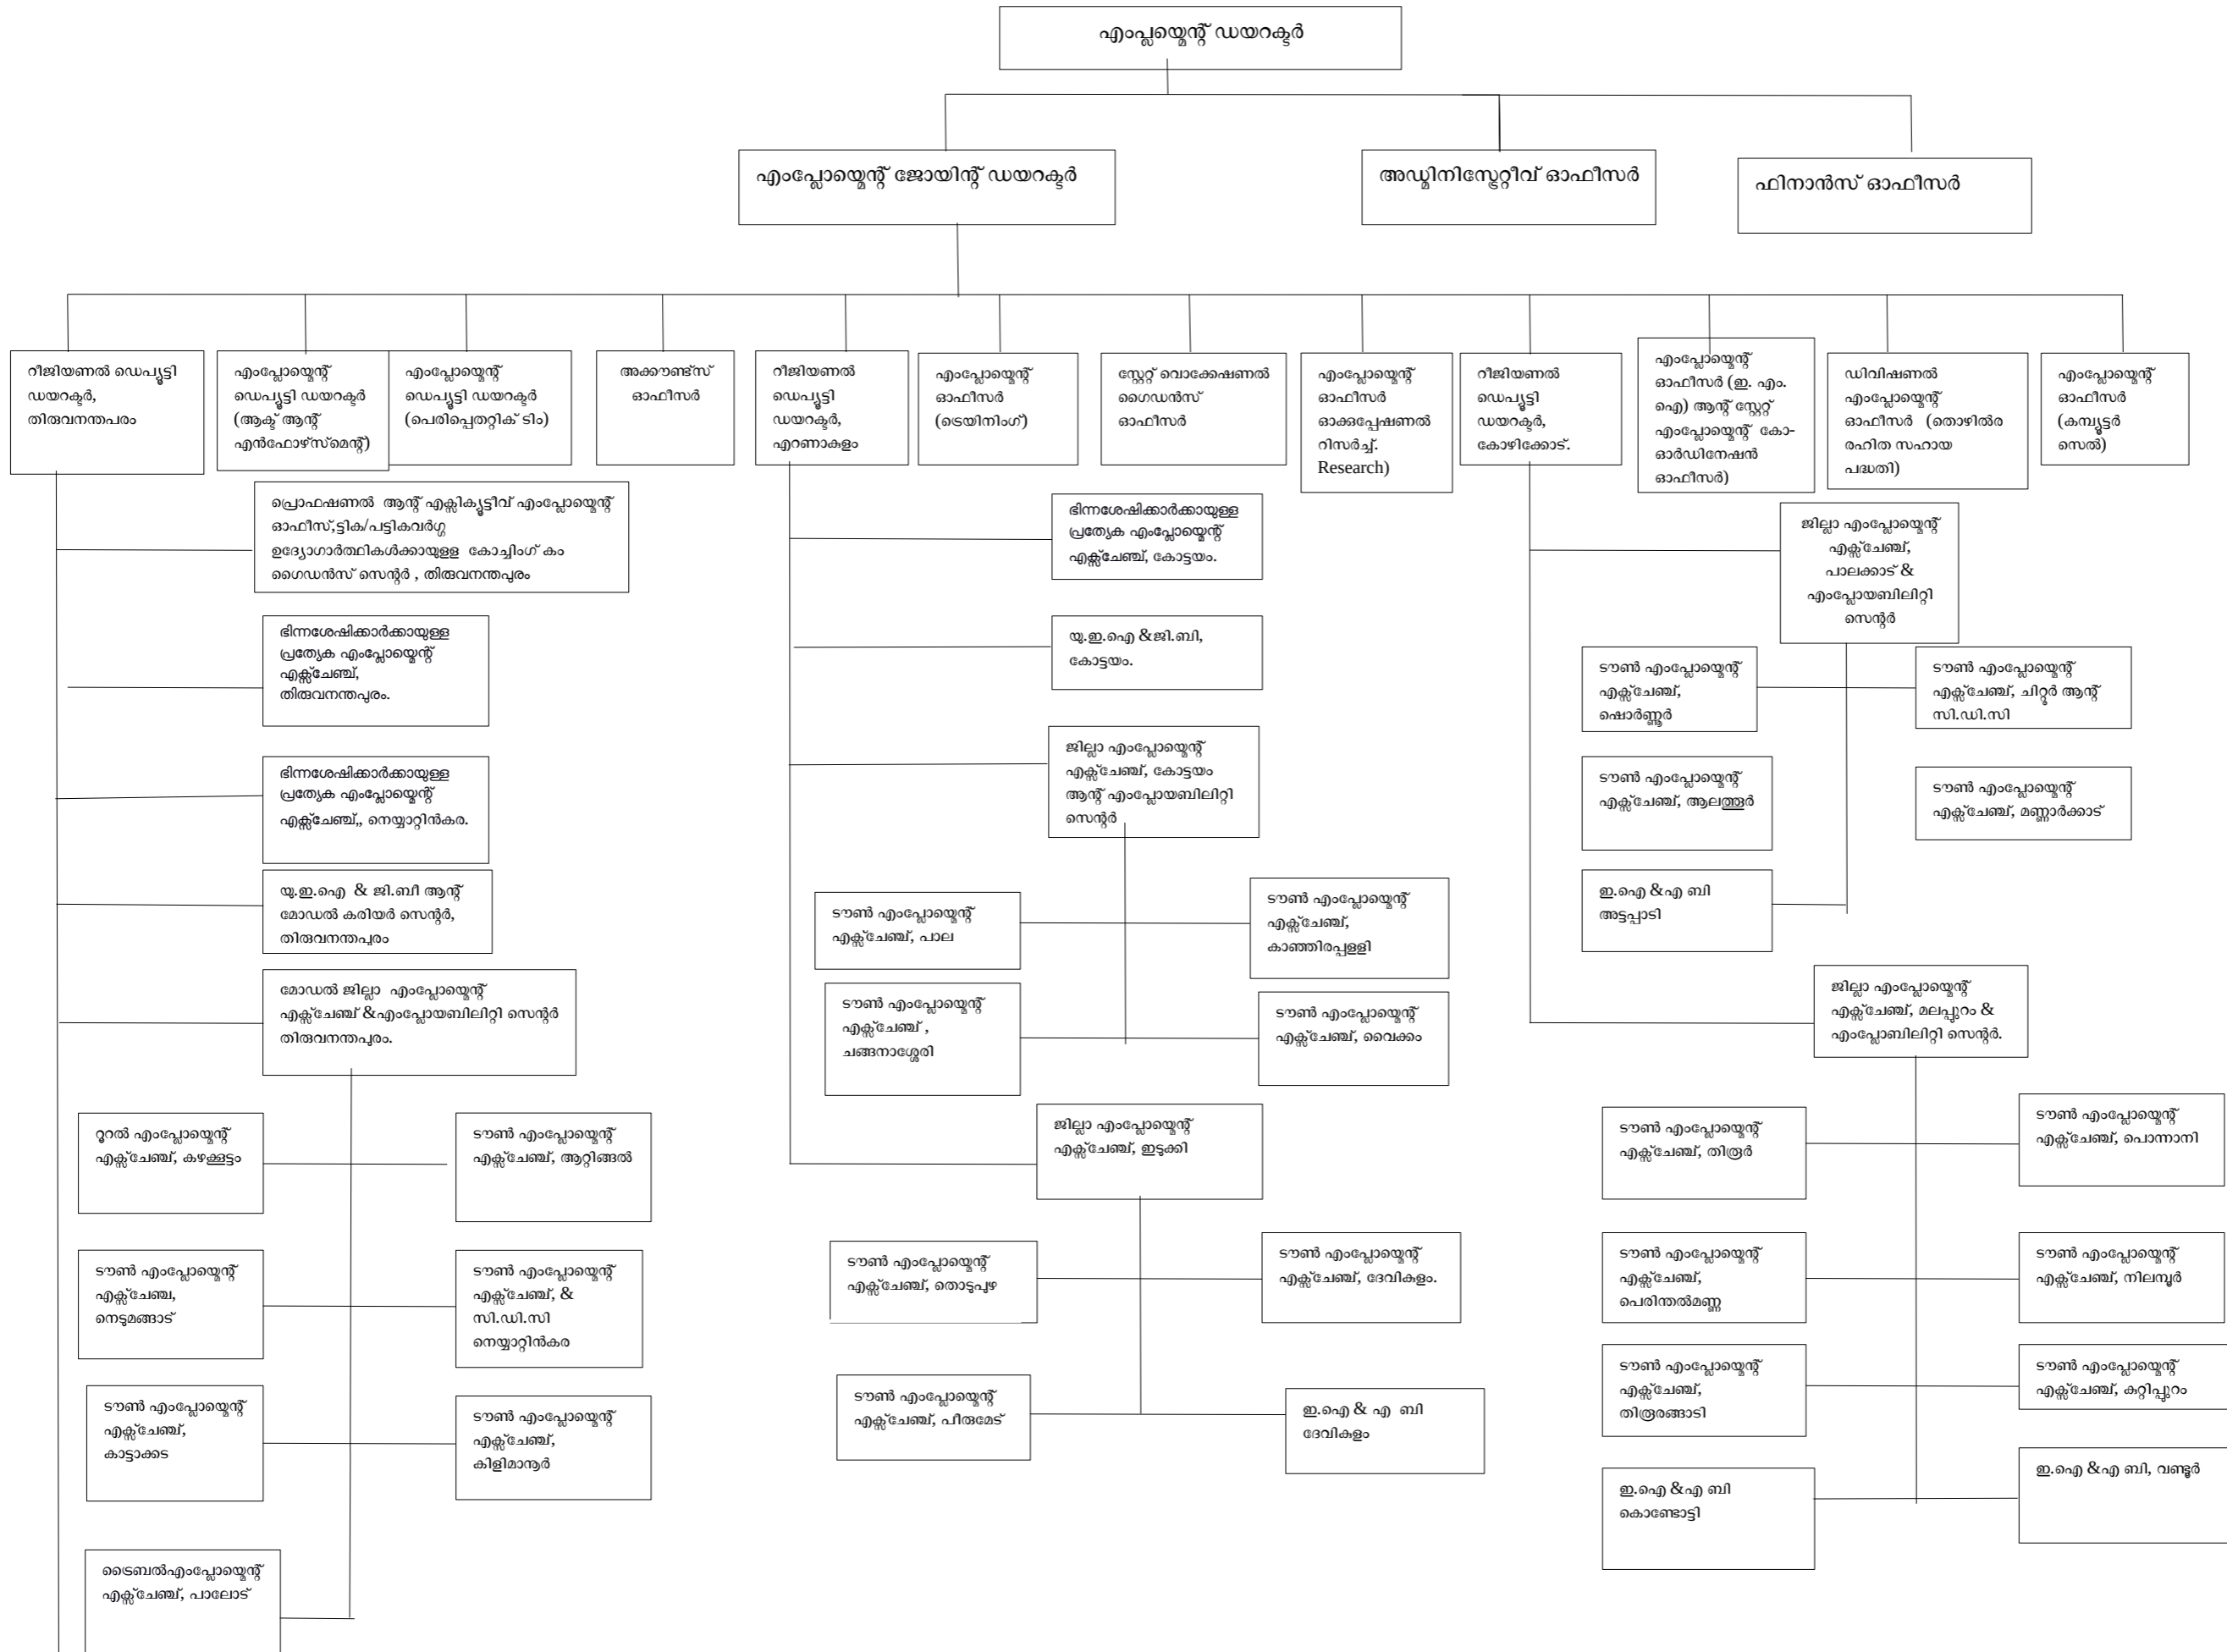 എംപ്ലയ്മെന്റ് ഡയറക്ടർ
എംപ്ലോയ്മെന്റ് ജോയിന്റ് ഡയറക്ടർ
അഡ്മിനിസ്ട്രേറ്റീവ് ഓഫീസർ
ഫിനാൻസ് ഓഫീസർ
റീജിയണൽ ഡെപ്യൂട്ടി
ഡയറക്ടർ,
തിരുവനന്തപരം
എംപ്ലോയ്മെന്റ്
ഡെപ്യൂട്ടി ഡയറക്ടർ
(ആക്ട് ആന്റ്
എൻഫോഴ്സ്മെന്റ്)
എംപ്ലോയ്മെന്റ്
ഡെപ്യൂട്ടി ഡയറക്ടർ
(പെരിപ്പെതറ്റിക് ടിം)
അക്കൗണ്ട്സ്
ഓഫീസർ
റീജിയണൽ
ഡെപ്യൂട്ടി
ഡയറക്ടർ,
എറണാകുളം
എംപ്ലോയ്മെന്റ്
ഓഫീസർ
(ട്രെയിനിംഗ്)
സ്റ്റേറ്റ് വൊക്കേഷണൽ
ഗൈഡൻസ്
ഓഫീസർ
എംപ്ലോയ്മെന്റ്
ഓഫീസർ
ഓക്കുപ്പേഷണൽ
റിസർച്ച്.
Research)
റീജിയണൽ
ഡെപ്യൂട്ടി
ഡയറക്ടർ,
കോഴിക്കോട്.
എംപ്ലോയ്മെന്റ്
ഓഫീസർ (ഇ. എം.
ഐ) ആന്റ് സ്റ്റേറ്റ്
എംപ്ലോയ്മെന്റ് കോ-
ഓർഡിനേഷൻ
ഓഫീസർ)
ഡിവിഷണൽ
എംപ്ലോയ്മെന്റ്
ഓഫീസർ (തൊഴിൽര
രഹിത സഹായ
പദ്ധതി)
എംപ്ലോയ്മെന്റ്
ഓഫീസർ
(കമ്പ്യൂട്ടർ
സെൽ)
പ്രൊഫഷണൽ ആന്റ് എക്സിക്യൂട്ടീവ് എംപ്ലോയ്മെന്റ്
ഓഫീസ്,ട്ടിക/പട്ടികവർഗ്ഗ
ഉദ്യോഗാർത്ഥികൾക്കായുളള കോച്ചിംഗ് കം
ഗൈഡൻസ് സെന്റർ , തിരുവനന്തപുരം
ഭിന്നശേഷിക്കാർക്കായുള്ള
പ്രത്യേക എംപ്ലോയ്മെന്റ്
എക്സ്ചേഞ്ച്,
തിരുവനന്തപുരം.
ഭിന്നശേഷിക്കാർക്കായുള്ള
പ്രത്യേക എംപ്ലോയ്മെന്റ്
എക്സ്ചേഞ്ച്,, നെയ്യാറ്റിൻകര.
യു.ഇ.ഐ & ജി.ബീ ആന്റ്
മോഡൽ കരിയർ സെന്റർ,
തിരുവനന്തപുരം
മോഡൽ ജില്ലാ എംപ്ലോയ്മെന്റ്
എക്സ്ചേഞ്ച് &എംപ്ലോയബിലിറ്റി സെന്റർ
തിരുവനന്തപുരം.
റൂറൽ എംപ്ലോയ്മെന്റ്
എക്സ്ചേഞ്ച്, കഴക്കൂട്ടം
ടൗൺ എംപ്ലോയ്മെന്റ്
എക്സ്ചേഞ്ച്, ആറ്റിങ്ങൽ
ടൗൺ എംപ്ലോയ്മെന്റ്
എക്സ്ചേഞ്ച,
നെടുമങ്ങാട്
ടൗൺ എംപ്ലോയ്മെന്റ്
എക്സ്ചേഞ്ച്, &
സി.ഡി.സി
നെയ്യാറ്റിൻകര
ടൗൺ എംപ്ലോയ്മെന്റ്
എക്സ്ചേഞ്ച്,
കാട്ടാക്കട
ടൗൺ എംപ്ലോയ്മെന്റ്
എക്സ്ചേഞ്ച്,
കിളിമാനൂർ
ട്രൈബൽഎംപ്ലോയ്മെന്റ്
എക്സ്ചേഞ്ച്, പാലോട്
ഭിന്നശേഷിക്കാർക്കായുള്ള
പ്രത്യേക എംപ്ലോയ്മെന്റ്
എക്സ്ചേഞ്ച്, കോട്ടയം.
യു.ഇ.ഐ &ജി.ബി,
കോട്ടയം.
ജില്ലാ എംപ്ലോയ്മെന്റ്
എക്സ്ചേഞ്ച്, കോട്ടയം
ആന്റ് എംപ്ലോയബിലിറ്റി
സെന്റർ
ടൗൺ എംപ്ലോയ്മെന്റ്
എക്സ്ചേഞ്ച്, പാല
ടൗൺ എംപ്ലോയ്മെന്റ്
എക്സ്ചേഞ്ച്,
കാഞ്ഞിരപ്പളളി
ടൗൺ എംപ്ലോയ്മെന്റ്
എക്സ്ചേഞ്ച് ,
ചങ്ങനാശ്ശേരി
ടൗൺ എംപ്ലോയ്മെന്റ്
എക്സ്ചേഞ്ച്, വൈക്കം
ജില്ലാ എംപ്ലോയ്മെന്റ്
എക്സ്ചേഞ്ച്, ഇടുക്കി
ടൗൺ എംപ്ലോയ്മെന്റ്
എക്സ്ചേഞ്ച്, തൊടുപുഴ
ടൗൺ എംപ്ലോയ്മെന്റ്
എക്സ്ചേഞ്ച്, ദേവികുളം.
ടൗൺ എംപ്ലോയ്മെന്റ്
എക്സ്ചേഞ്ച്, പീരുമേട്
ഇ.ഐ & എ ബി
ദേവികുളം
ജില്ലാ എംപ്ലോയ്മെന്റ്
എക്സ്ചേഞ്ച്,
പാലക്കാട് &
എംപ്ലോയബിലിറ്റി
സെന്റർ
ടൗൺ എംപ്ലോയ്മെന്റ്
എക്സ്ചേഞ്ച്,
ഷൊർണ്ണൂർ
ടൗൺ എംപ്ലോയ്മെന്റ്
എക്സ്ചേഞ്ച്, ചിറ്റൂർ ആന്റ്
സി.ഡി.സി
ടൗൺ എംപ്ലോയ്മെന്റ്
എക്സ്ചേഞ്ച്, ആലത്തൂർ
ടൗൺ എംപ്ലോയ്മെന്റ്
എക്സ്ചേഞ്ച്, മണ്ണാർക്കാട്
ഇ.ഐ &എ ബി
അട്ടപ്പാടി
ജില്ലാ എംപ്ലോയ്മെന്റ്
എക്സ്ചേഞ്ച്, മലപ്പുറം &
എംപ്ലോബിലിറ്റി സെന്റർ.
ടൗൺ എംപ്ലോയ്മെന്റ്
എക്സ്ചേഞ്ച്, തിരൂർ
ടൗൺ എംപ്ലോയ്മെന്റ്
എക്സ്ചേഞ്ച്, പൊന്നാനി
ടൗൺ എംപ്ലോയ്മെന്റ്
എക്സ്ചേഞ്ച്,
പെരിന്തൽമണ്ണ
ടൗൺ എംപ്ലോയ്മെന്റ്
എക്സ്ചേഞ്ച്, നിലമ്പൂർ
ടൗൺ എംപ്ലോയ്മെന്റ്
എക്സ്ചേഞ്ച്,
തിരൂരങ്ങാടി
ടൗൺ എംപ്ലോയ്മെന്റ്
എക്സ്ചേഞ്ച്, കുറ്റിപ്പുറം
ഇ.ഐ &എ ബി
കൊണ്ടോട്ടി
ഇ.ഐ &എ ബി, വണ്ടൂർ